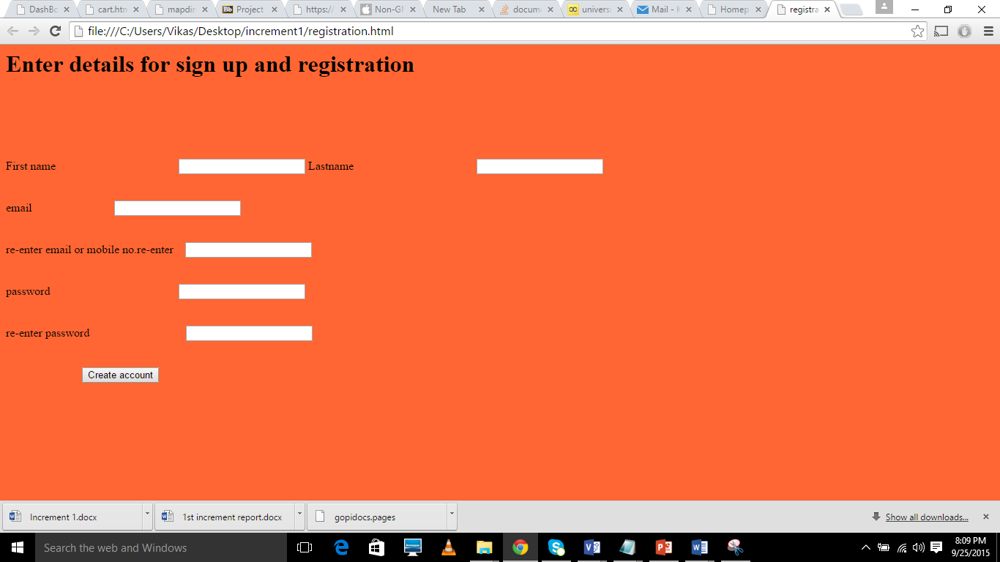 DashBo cart.htm mapdir Project https:// Non-GM New Tab docume universi Mail - K Homep registra
file:///C:/Users/Vikas/Desktop/increment1/registration.html
Enter details for sign up and registration
First name Lastname
email
re-enter email or mobile no.re-enter
password
re-enter password
Create account
Increment 1.docx 1st increment report.docx gopidocs.pages Show all downloads...
Search the web and Windows 8:09 PM
9/25/2015